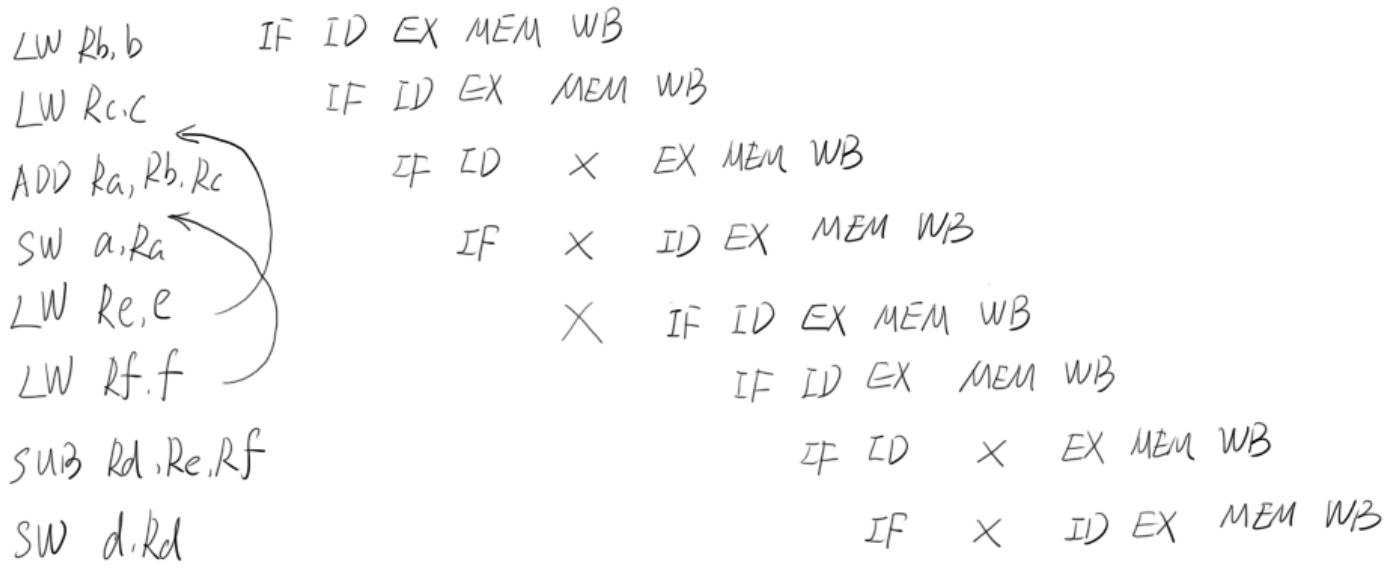 LW Rb,b IF ID EX MEM WB
LW Rc,c IF ID EX MEM WB
ADD Ra,Rb,Rc IF ID X EX MEM WB
SW a,Ra IF X ID EX MEM WB
LW Re,e X IF ID EX MEM WB
LW Rf,f IF ID EX MEM WB
SUB Rd,Re,Rf IF ID X EX MEM WB
SW d,Rd IF X ID EX MEM WB